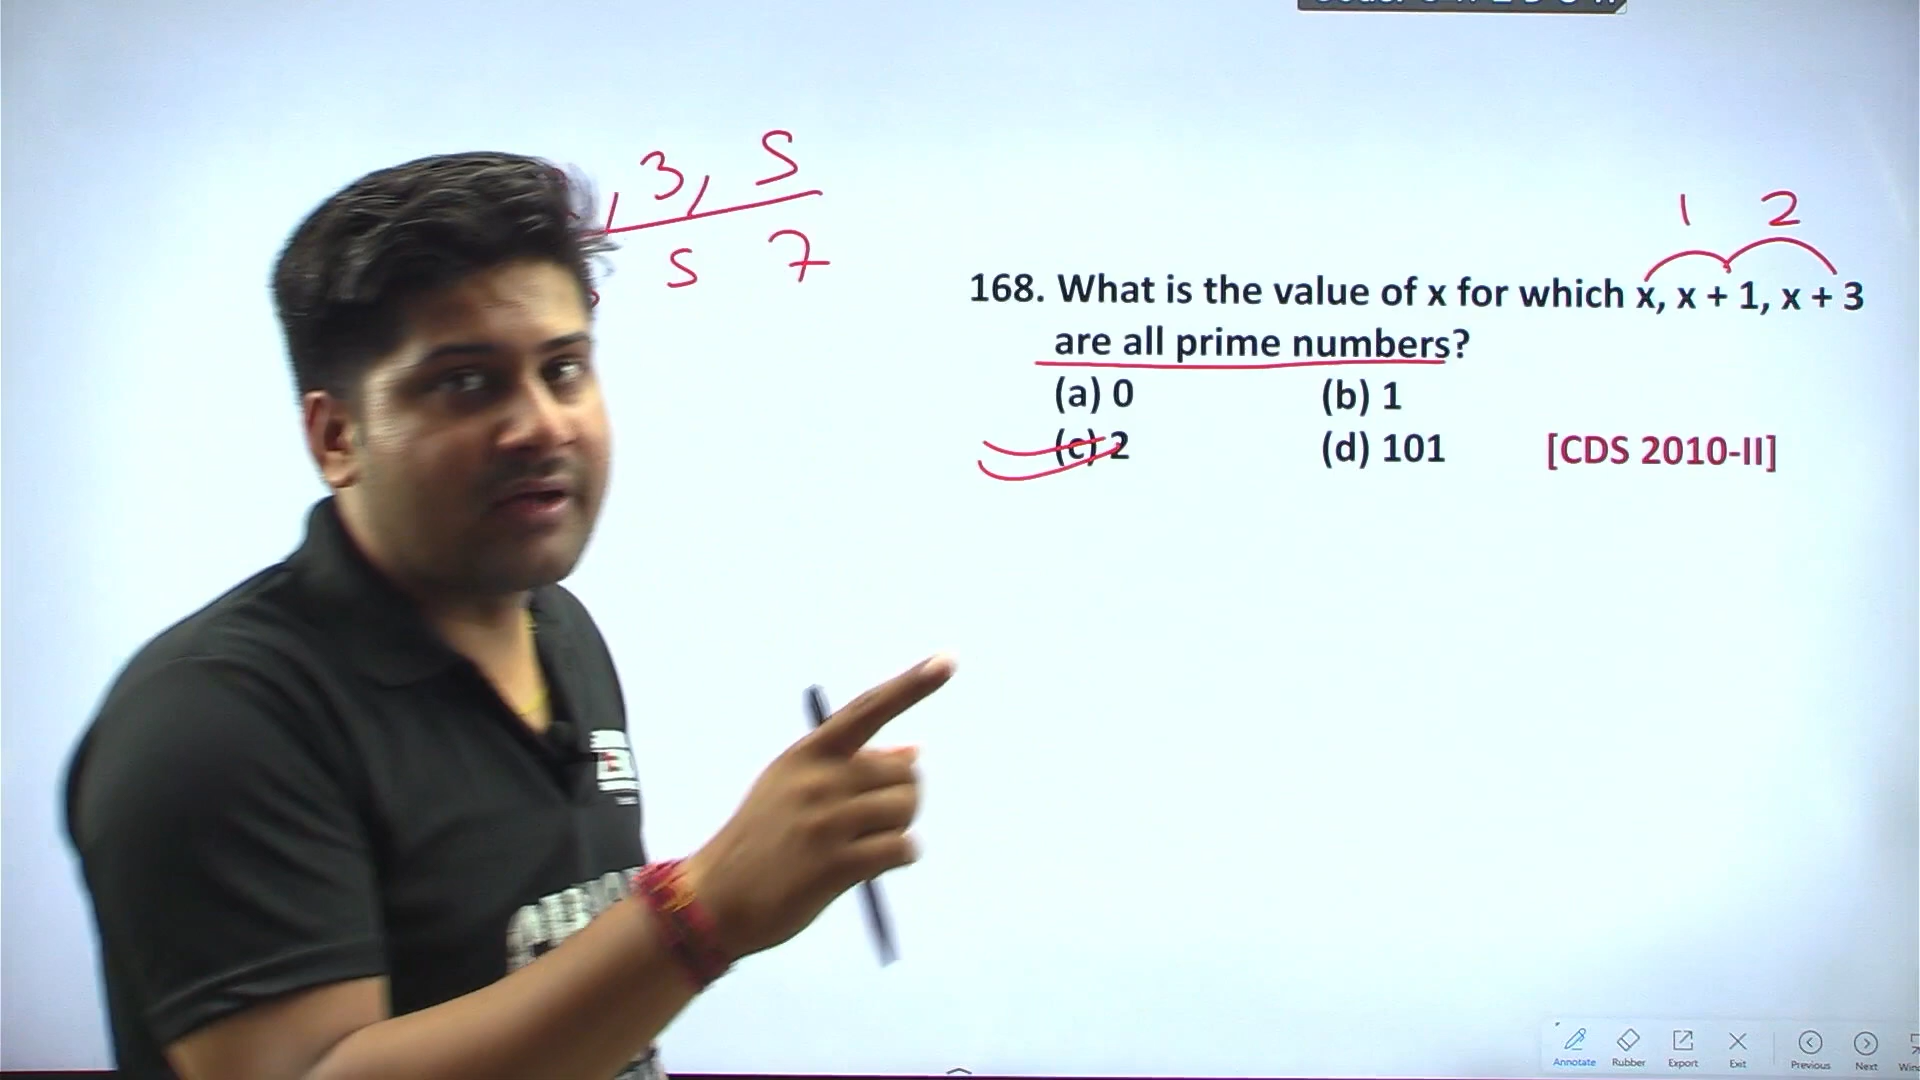 , 3, 5
5 7
1 2
168. What is the value of x for which x, x + 1, x + 3
are all prime numbers?
(a) 0 (b) 1
(c) 2 (d) 101 [CDS 2010-II]
Annotate Rubber Export Exit Previous Next